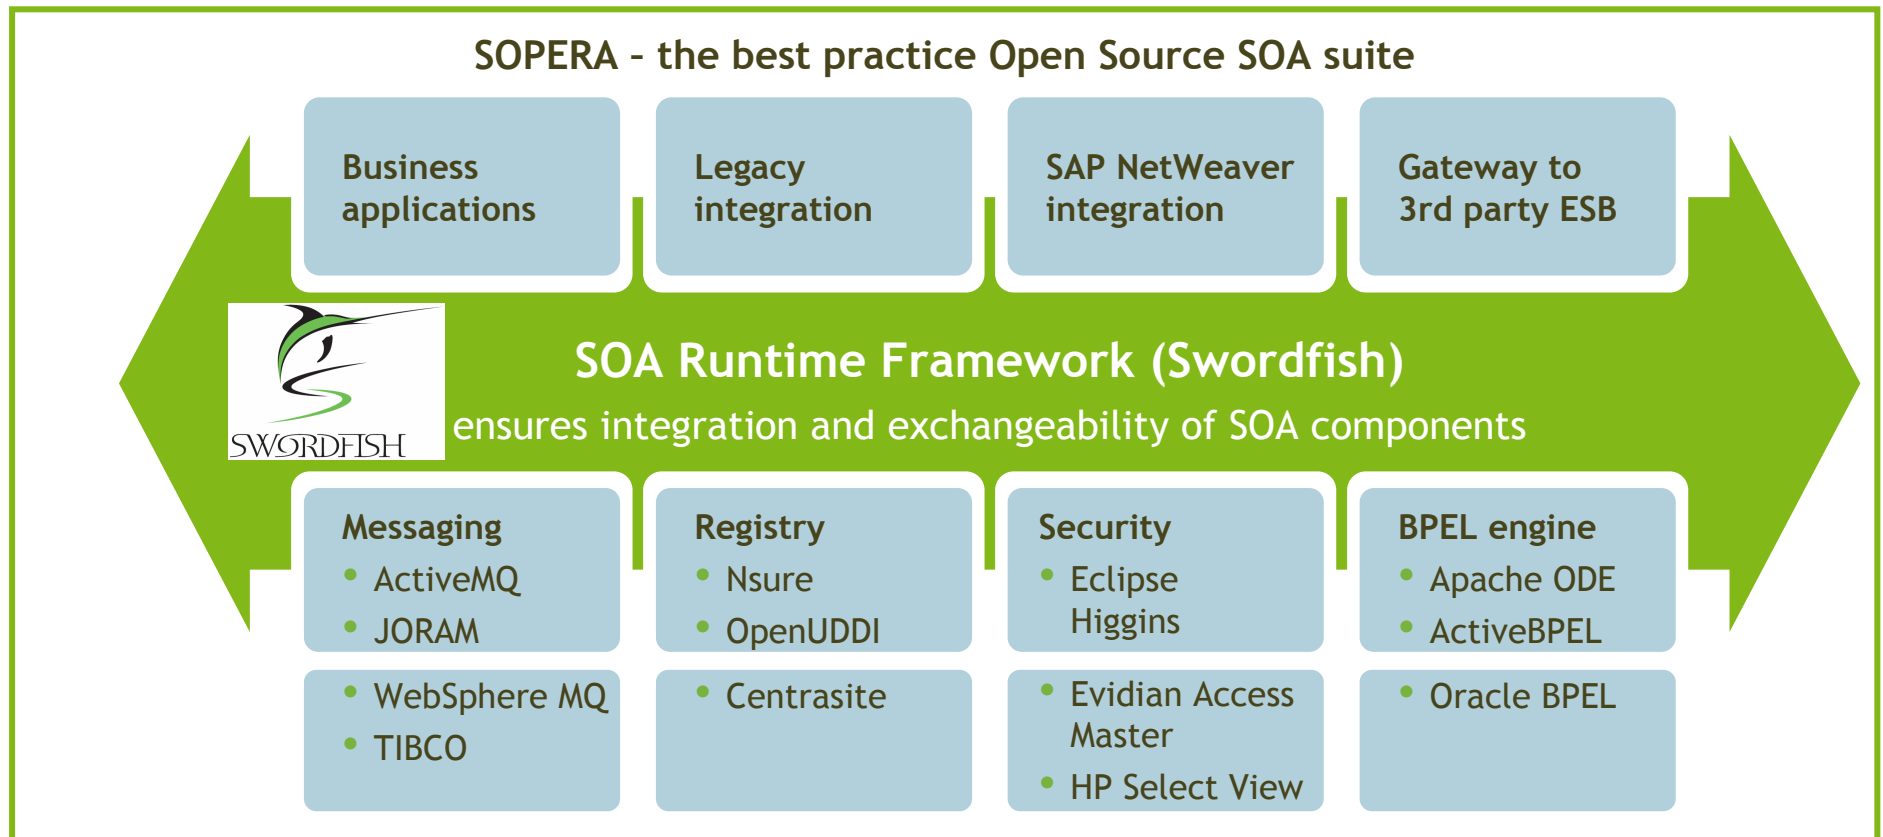 SOPERA – the best practice Open Source SOA suite
Business
applications
Legacy
integration
SAP NetWeaver
integration
Gateway to
3rd party ESB
SWORDFISH
SOA Runtime Framework (Swordfish)
ensures integration and exchangeability of SOA components
Messaging
• ActiveMQ
• JORAM
• WebSphere MQ
• TIBCO
Registry
• Nsure
• OpenUDDI
• Centrasite
Security
• Eclipse
Higgins
• Evidian Access
Master
• HP Select View
BPEL engine
• Apache ODE
• ActiveBPEL
• Oracle BPEL